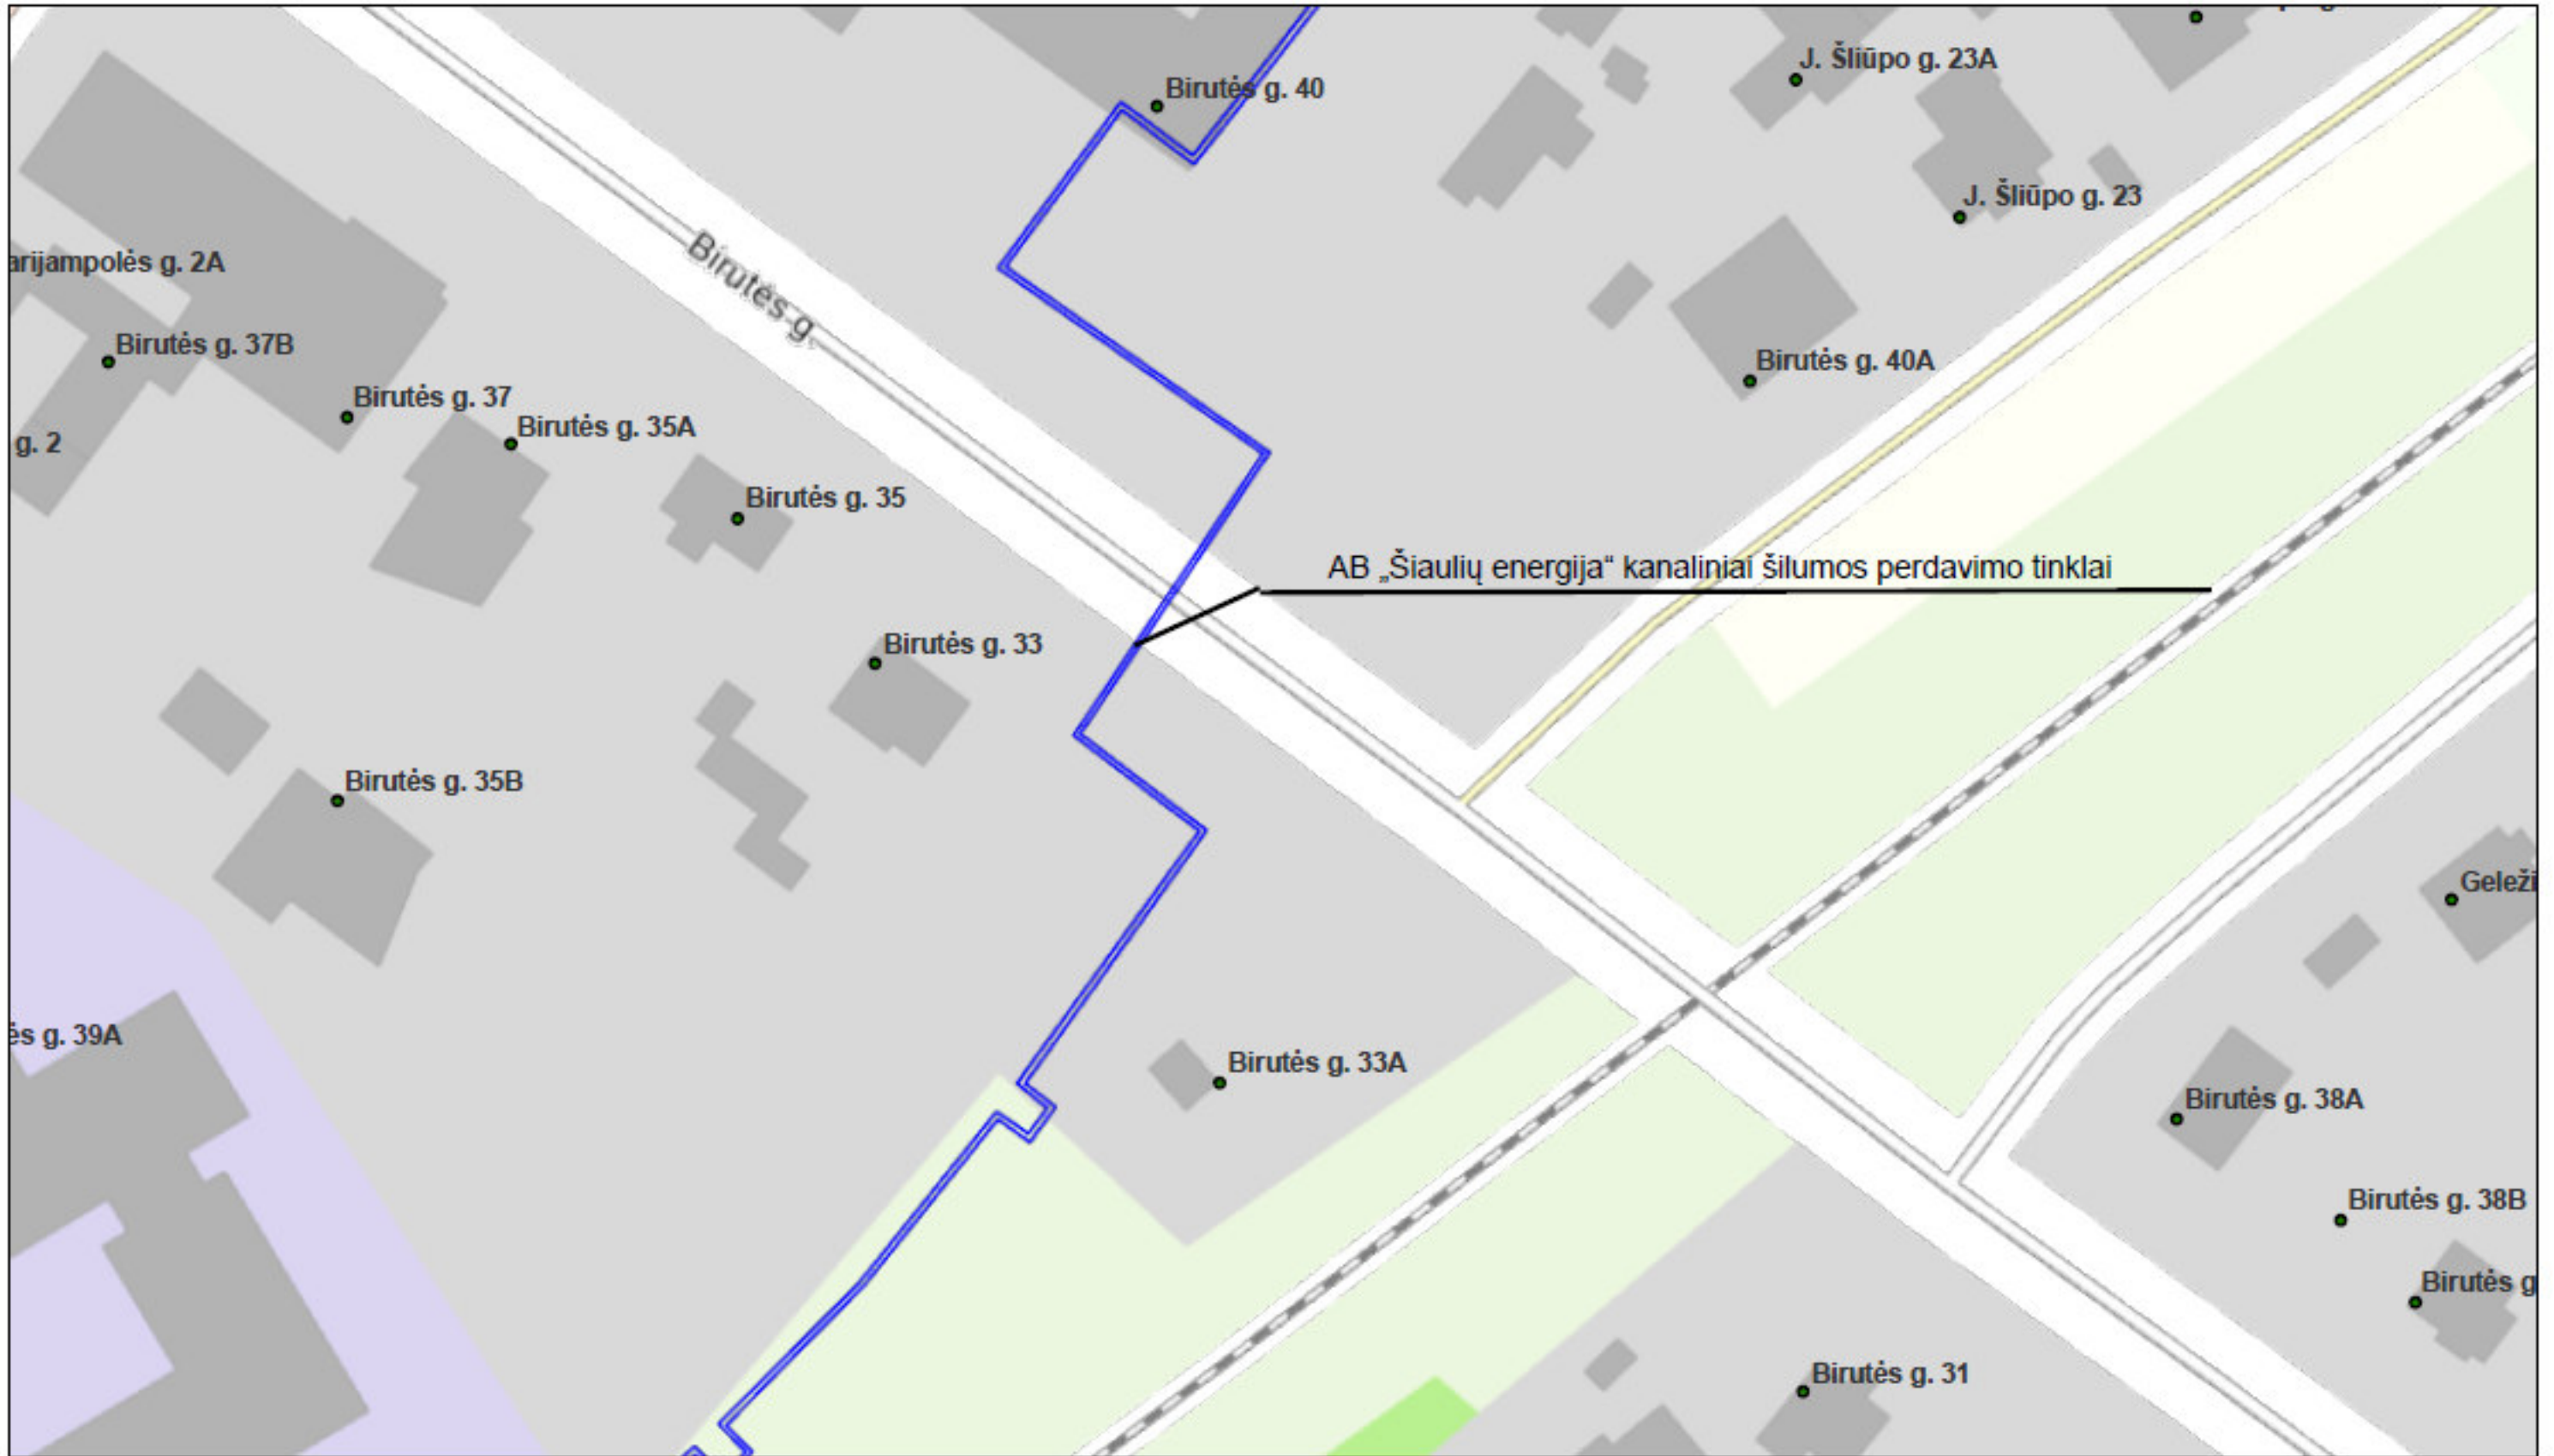 J. Šliūpo g. 23A
Birutės g. 40
J. Šliūpo g. 23
arijampolės g. 2A
Birutės g.
Birutės g. 37B
Birutės g. 40A
Birutės g. 37
Birutės g. 35A
g. 2
Birutės g. 35
AB „Šiaulių energija“ kanaliniai šilumos perdavimo tinklai
Birutės g. 33
Birutės g. 35B
Geleži
ės g. 39A
Birutės g. 33A
Birutės g. 38A
Birutės g. 38B
Birutės g
Birutės g. 31